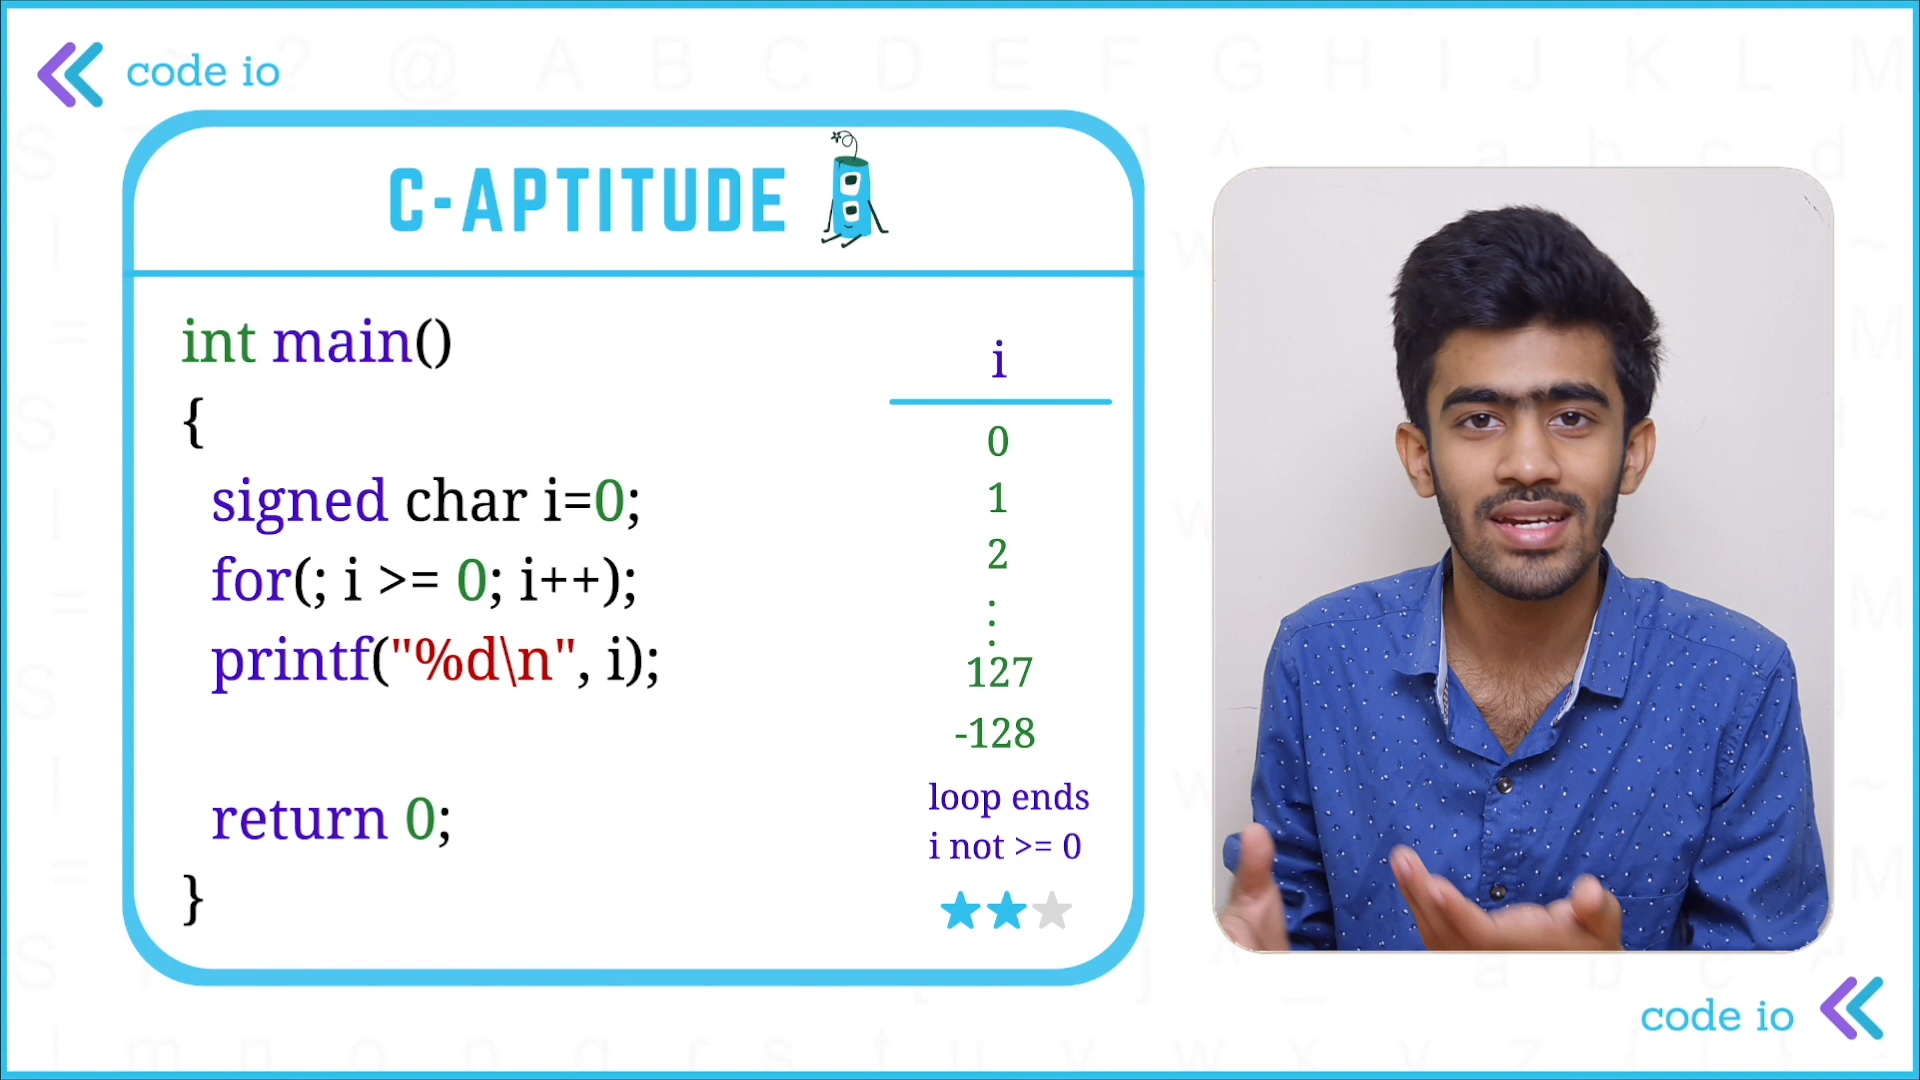 code io
C-APTITUDE
int main()
{
signed char i=0;
for(; i >= 0; i++);
printf("%d\n", i);
return 0;
}
i
0
1
2
:
.
127
-128
loop ends
i not >= 0
code io